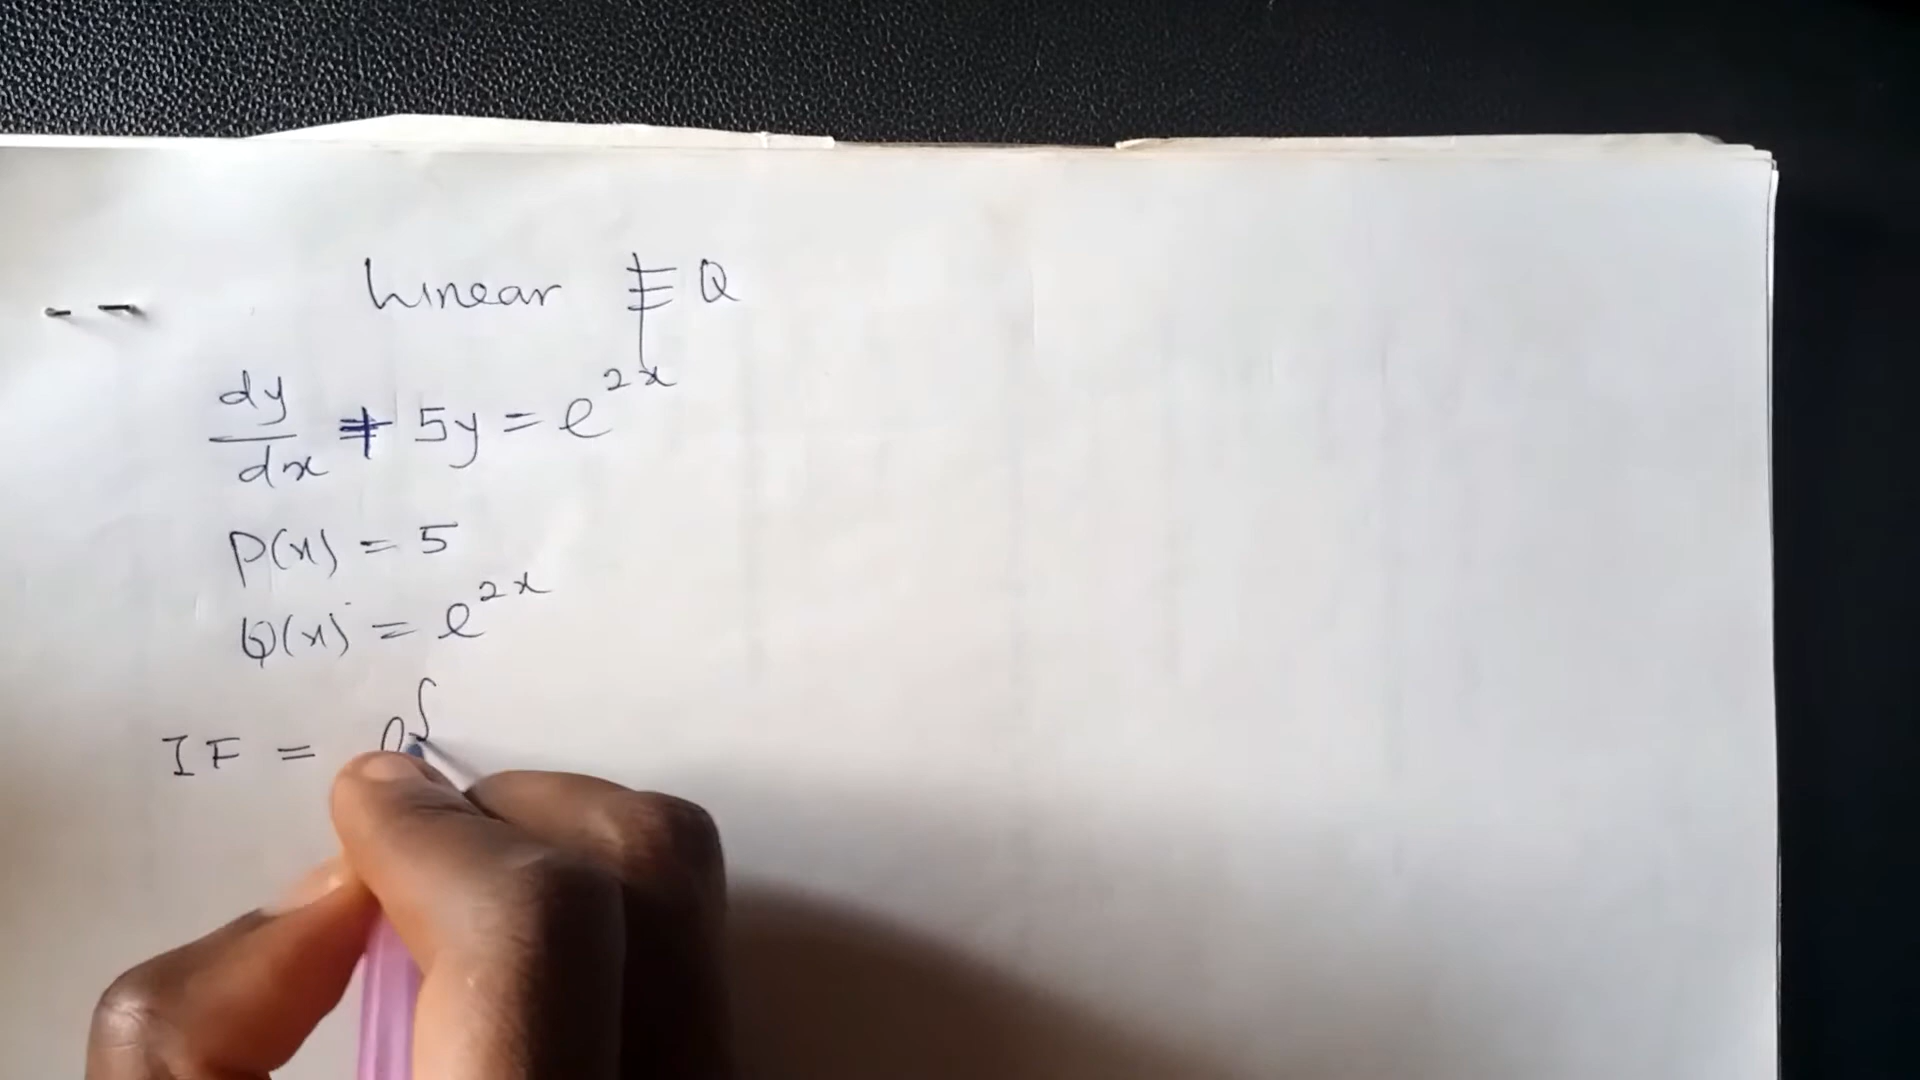 Linear EQ
dy/dx + 5y = e^2x
P(x) = 5
Q(x) = e^2x
IF = e^∫